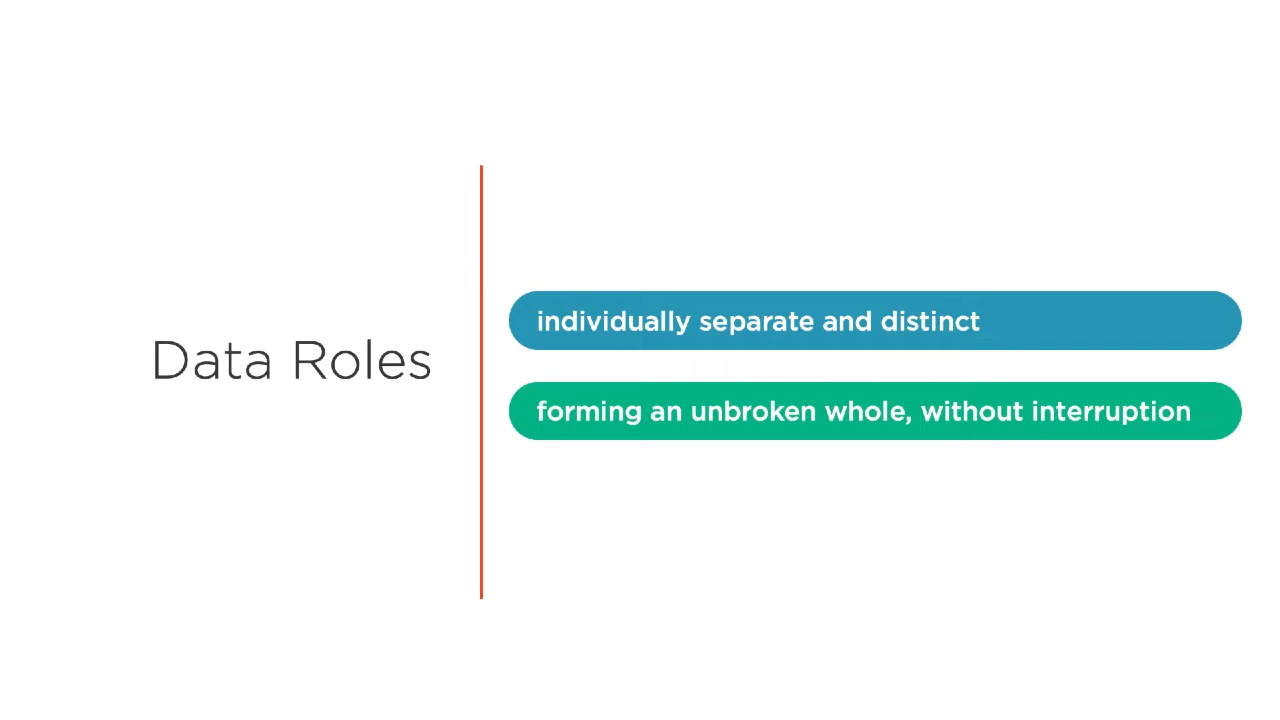 Data Roles
individually separate and distinct
forming an unbroken whole, without interruption